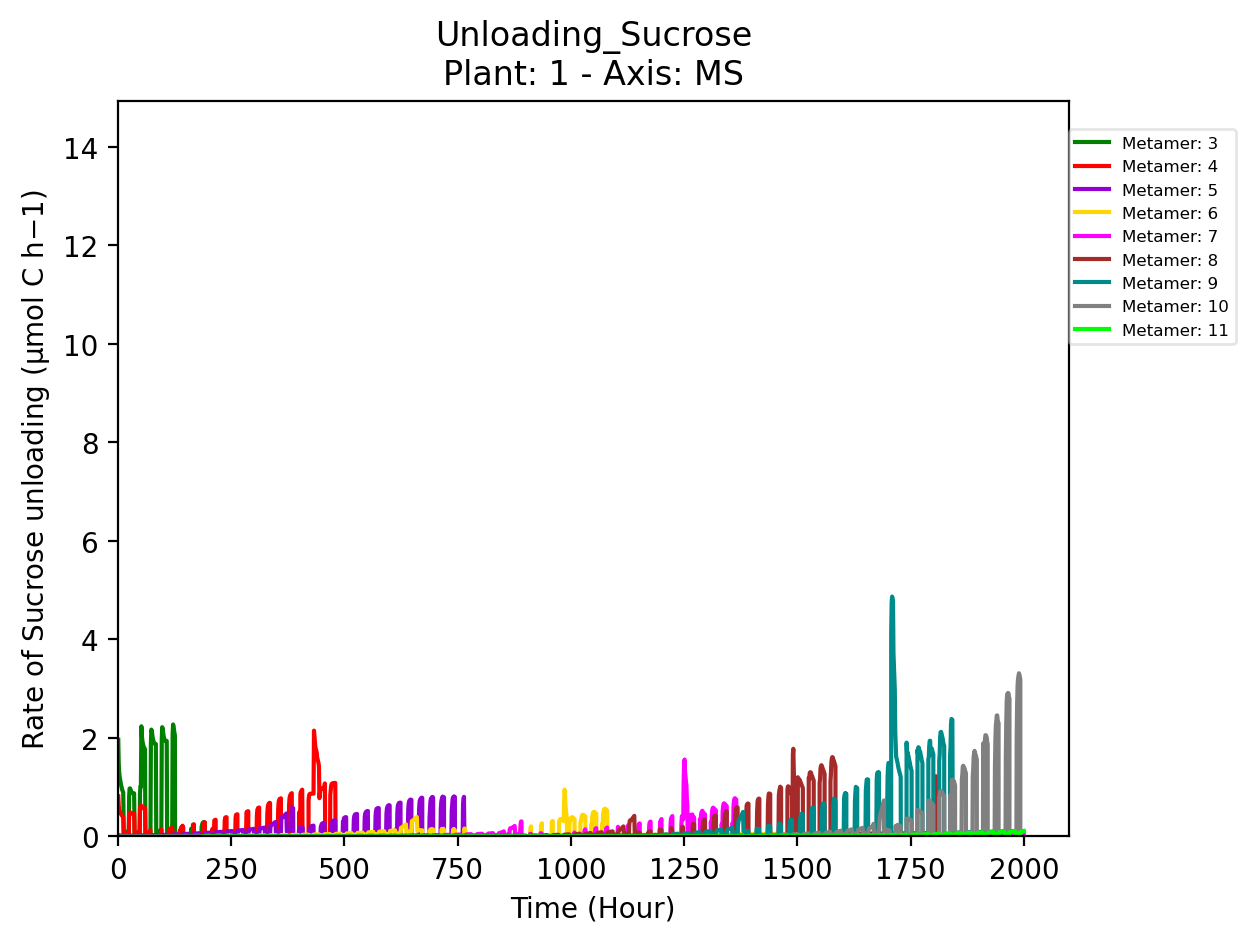 Unloading_Sucrose
Plant: 1 - Axis: MS
Rate of Sucrose unloading (µmol C h−1)
14
12
10
8
6
4
2
0
0 250 500 750 1000 1250 1500 1750 2000
Time (Hour)
Metamer: 3
Metamer: 4
Metamer: 5
Metamer: 6
Metamer: 7
Metamer: 8
Metamer: 9
Metamer: 10
Metamer: 11